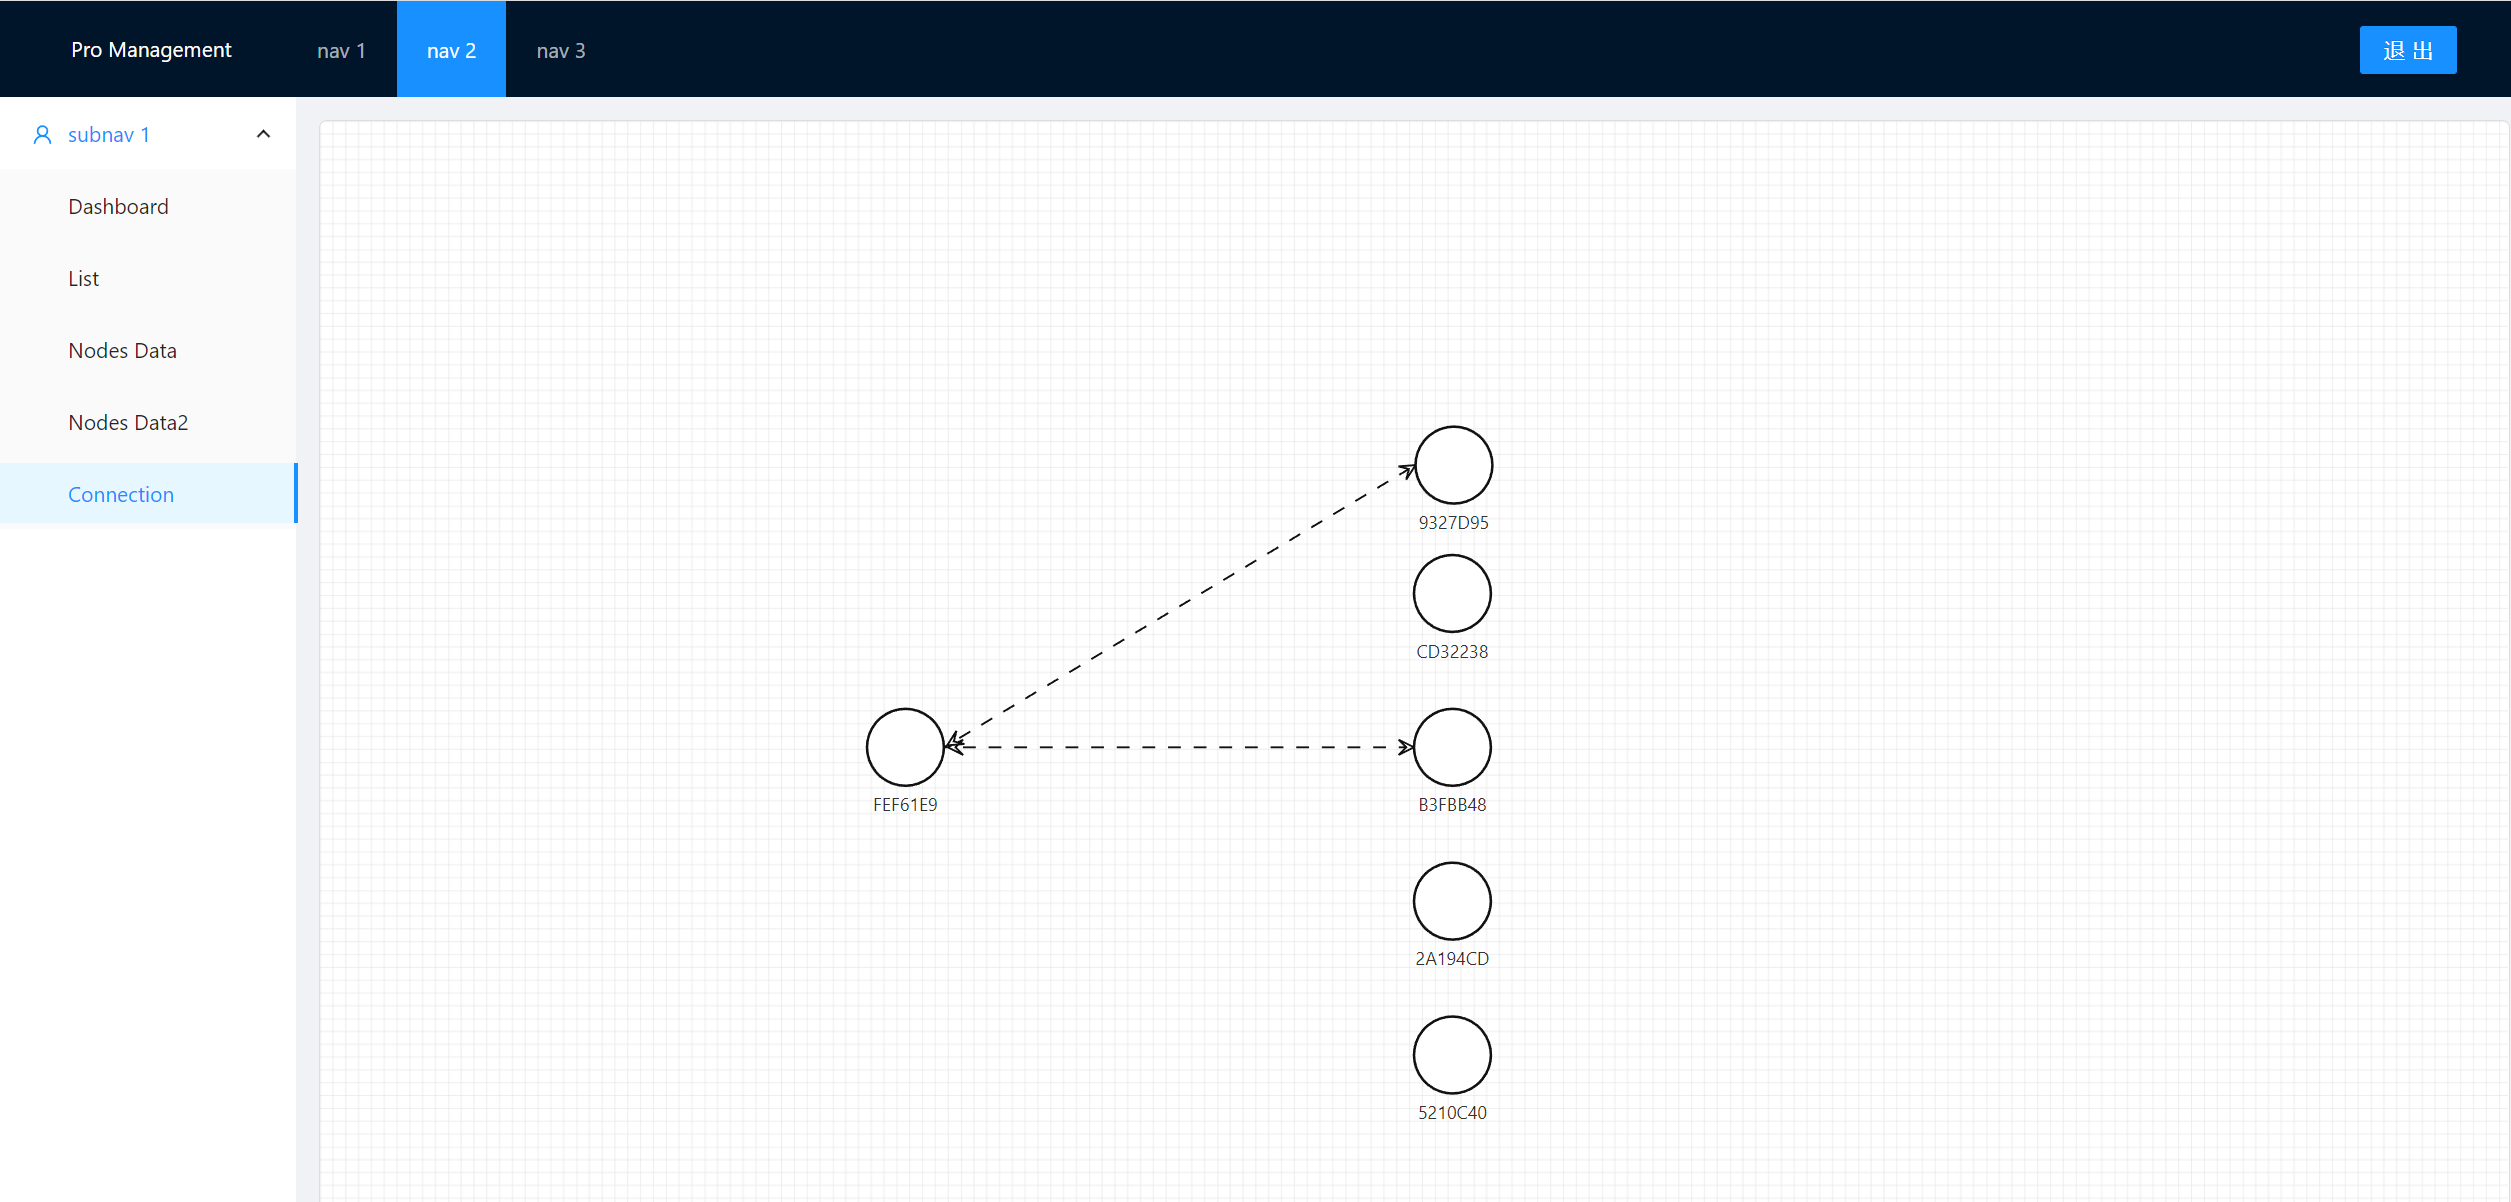 Pro Management
nav 1
nav 2
nav 3
退 出
subnav 1
Dashboard
List
Nodes Data
Nodes Data2
Connection
9327D95
CD32238
FEF61E9
B3FBB48
2A194CD
5210C40